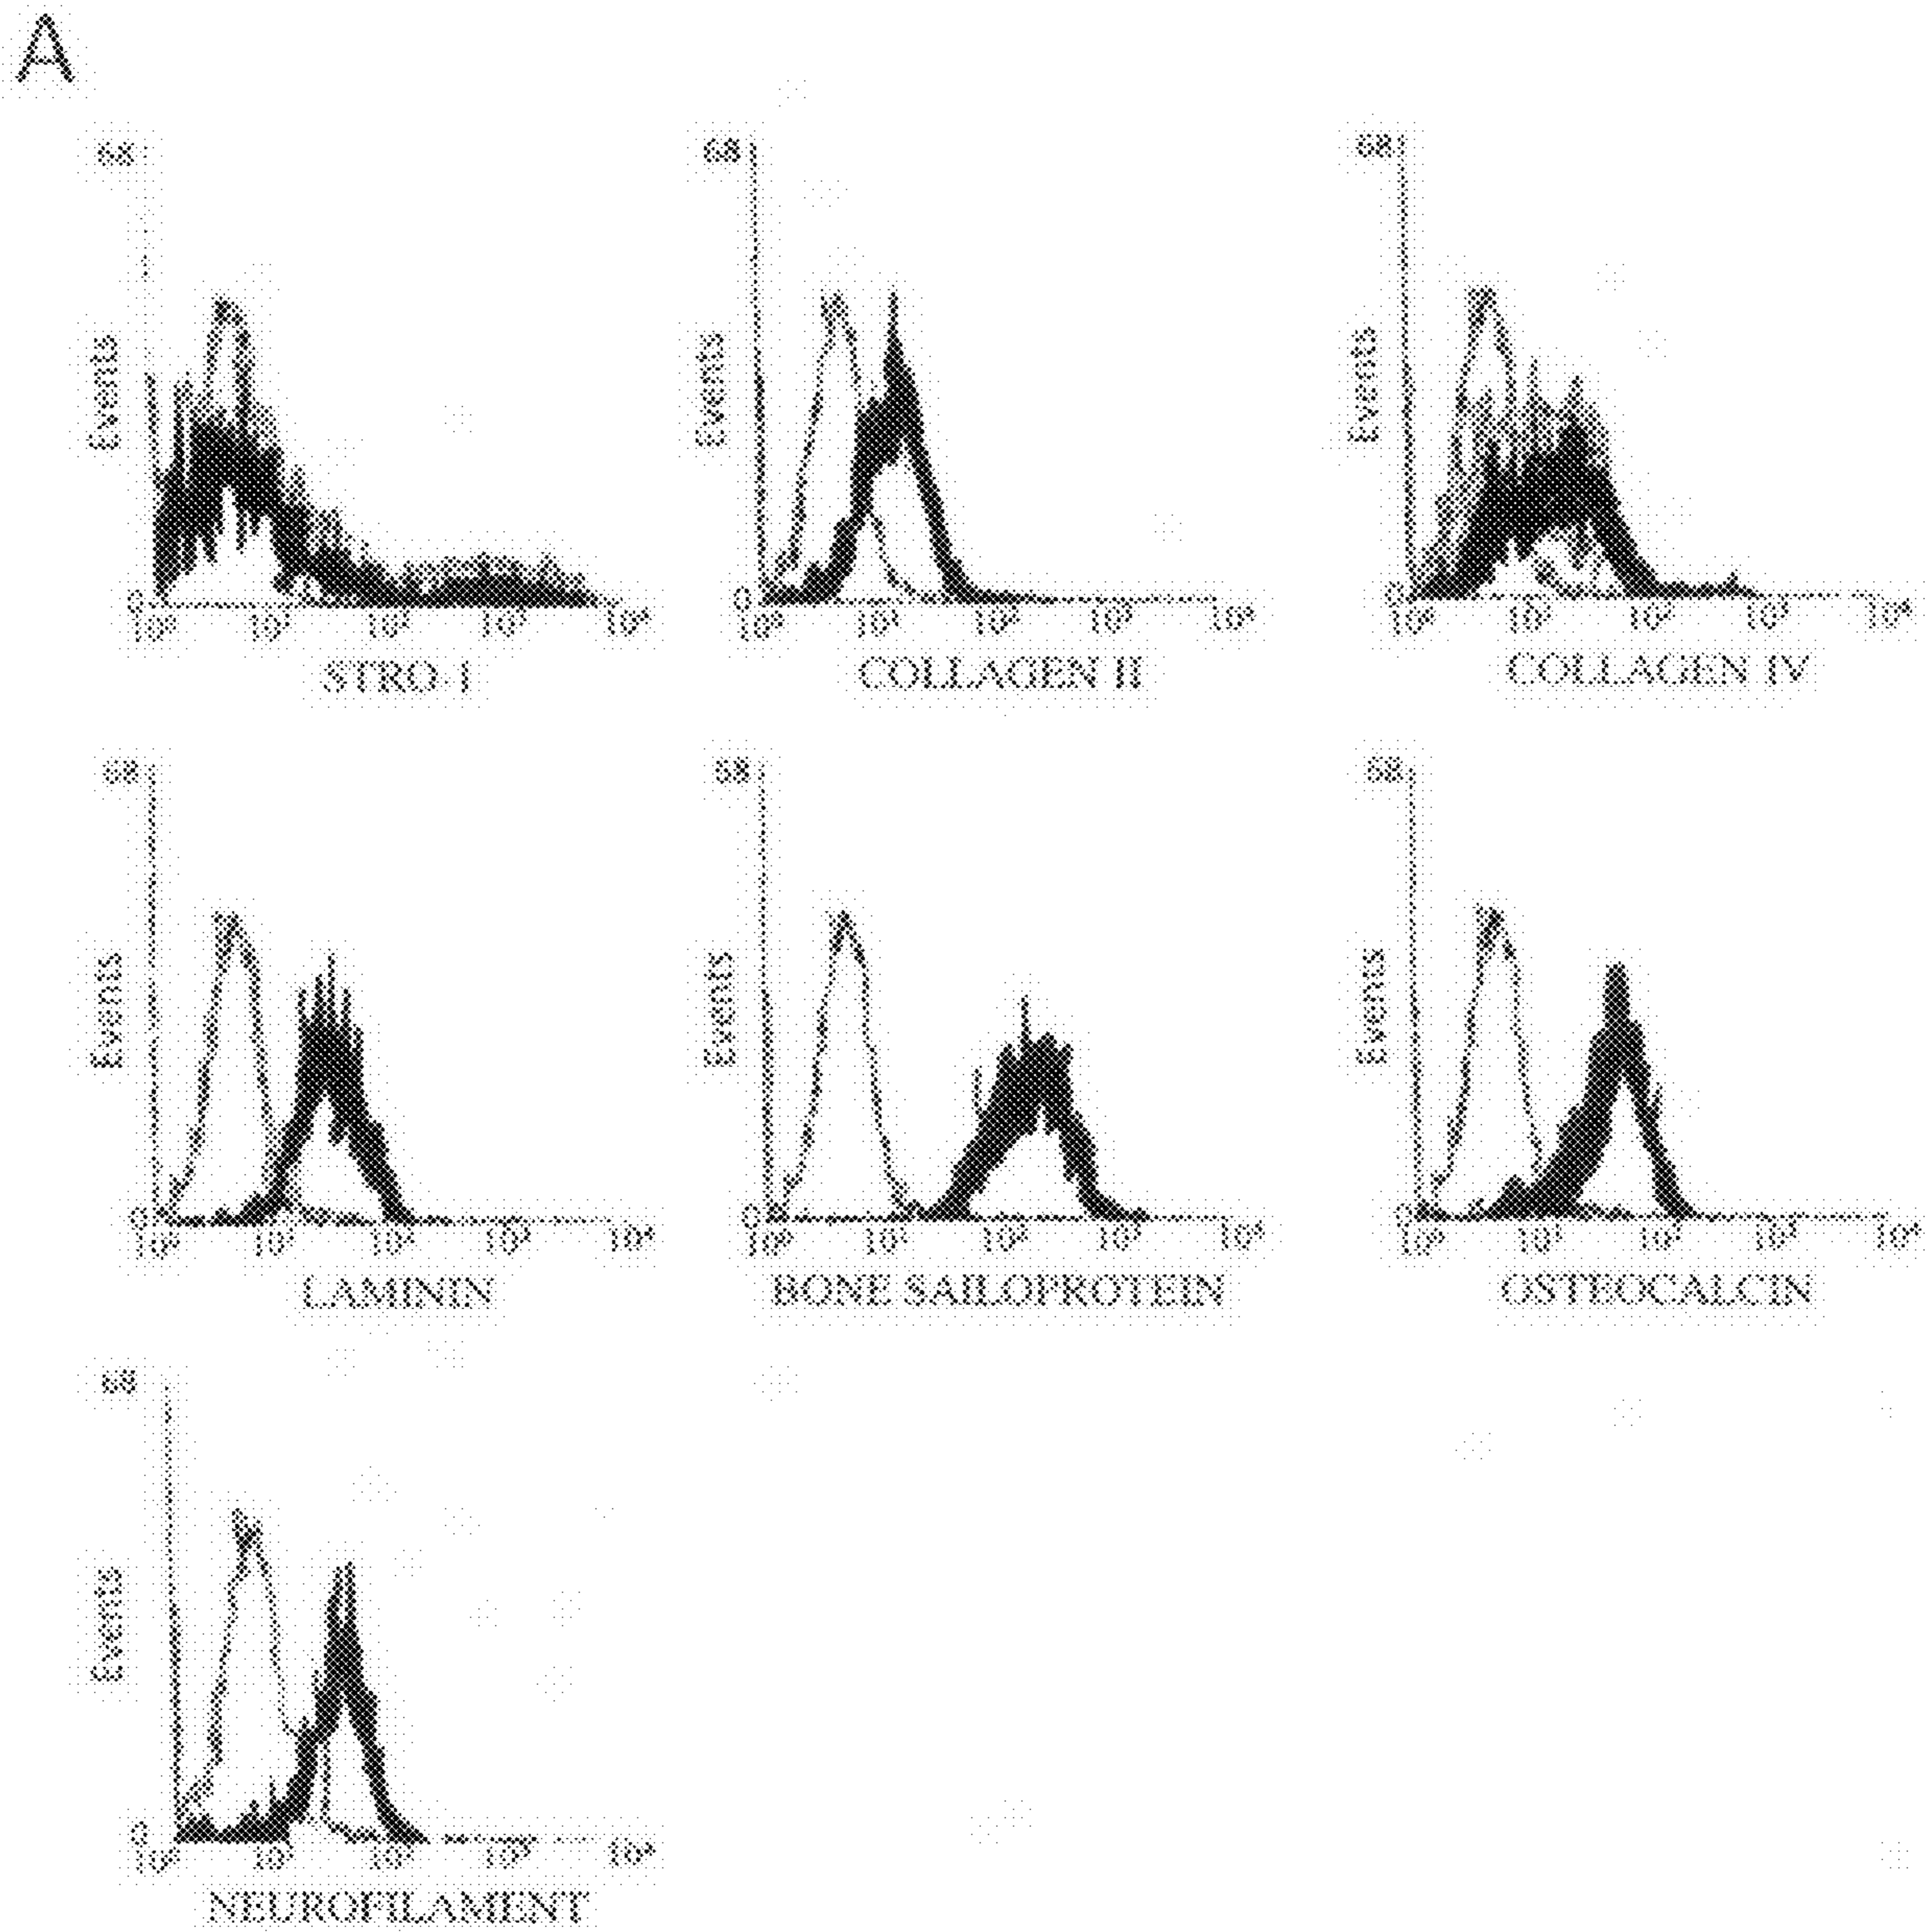 A
68 68 68
Events Events Events
0 0 0
10⁰ 10¹ 10² 10³ 10⁴ 10⁰ 10¹ 10² 10³ 10⁴ 10⁰ 10¹ 10² 10³ 10⁴
STRO-1 COLLAGEN II COLLAGEN IV
68 68 68
Events Events Events
0 0 0
10⁰ 10¹ 10² 10³ 10⁴ 10⁰ 10¹ 10² 10³ 10⁴ 10⁰ 10¹ 10² 10³ 10⁴
LAMININ BONE SAILOPROTEIN OSTEOCALCIN
68
Events
0
10⁰ 10¹ 10² 10³ 10⁴
NEUROFILAMENT